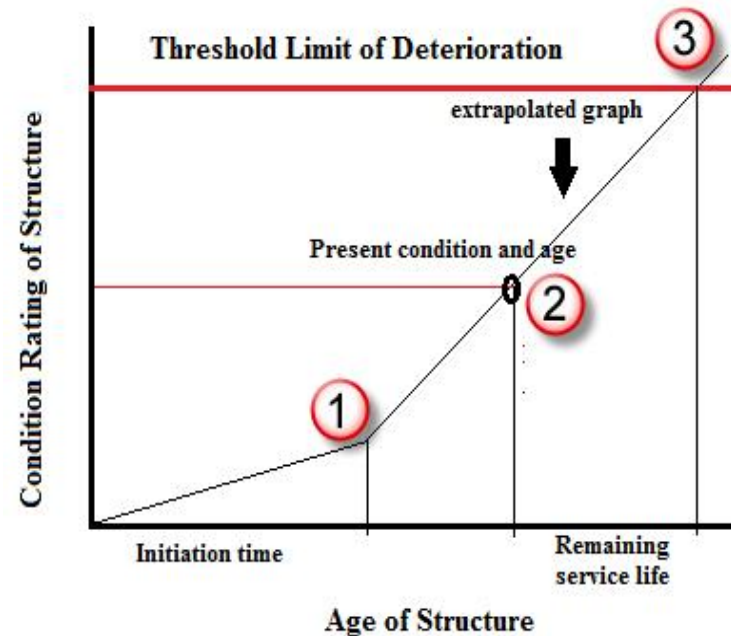 3
Threshold Limit of Deterioration
extrapolated graph
Present condition and age
2
1
Condition Rating of Structure
Initiation time
Remaining
service life
Age of Structure